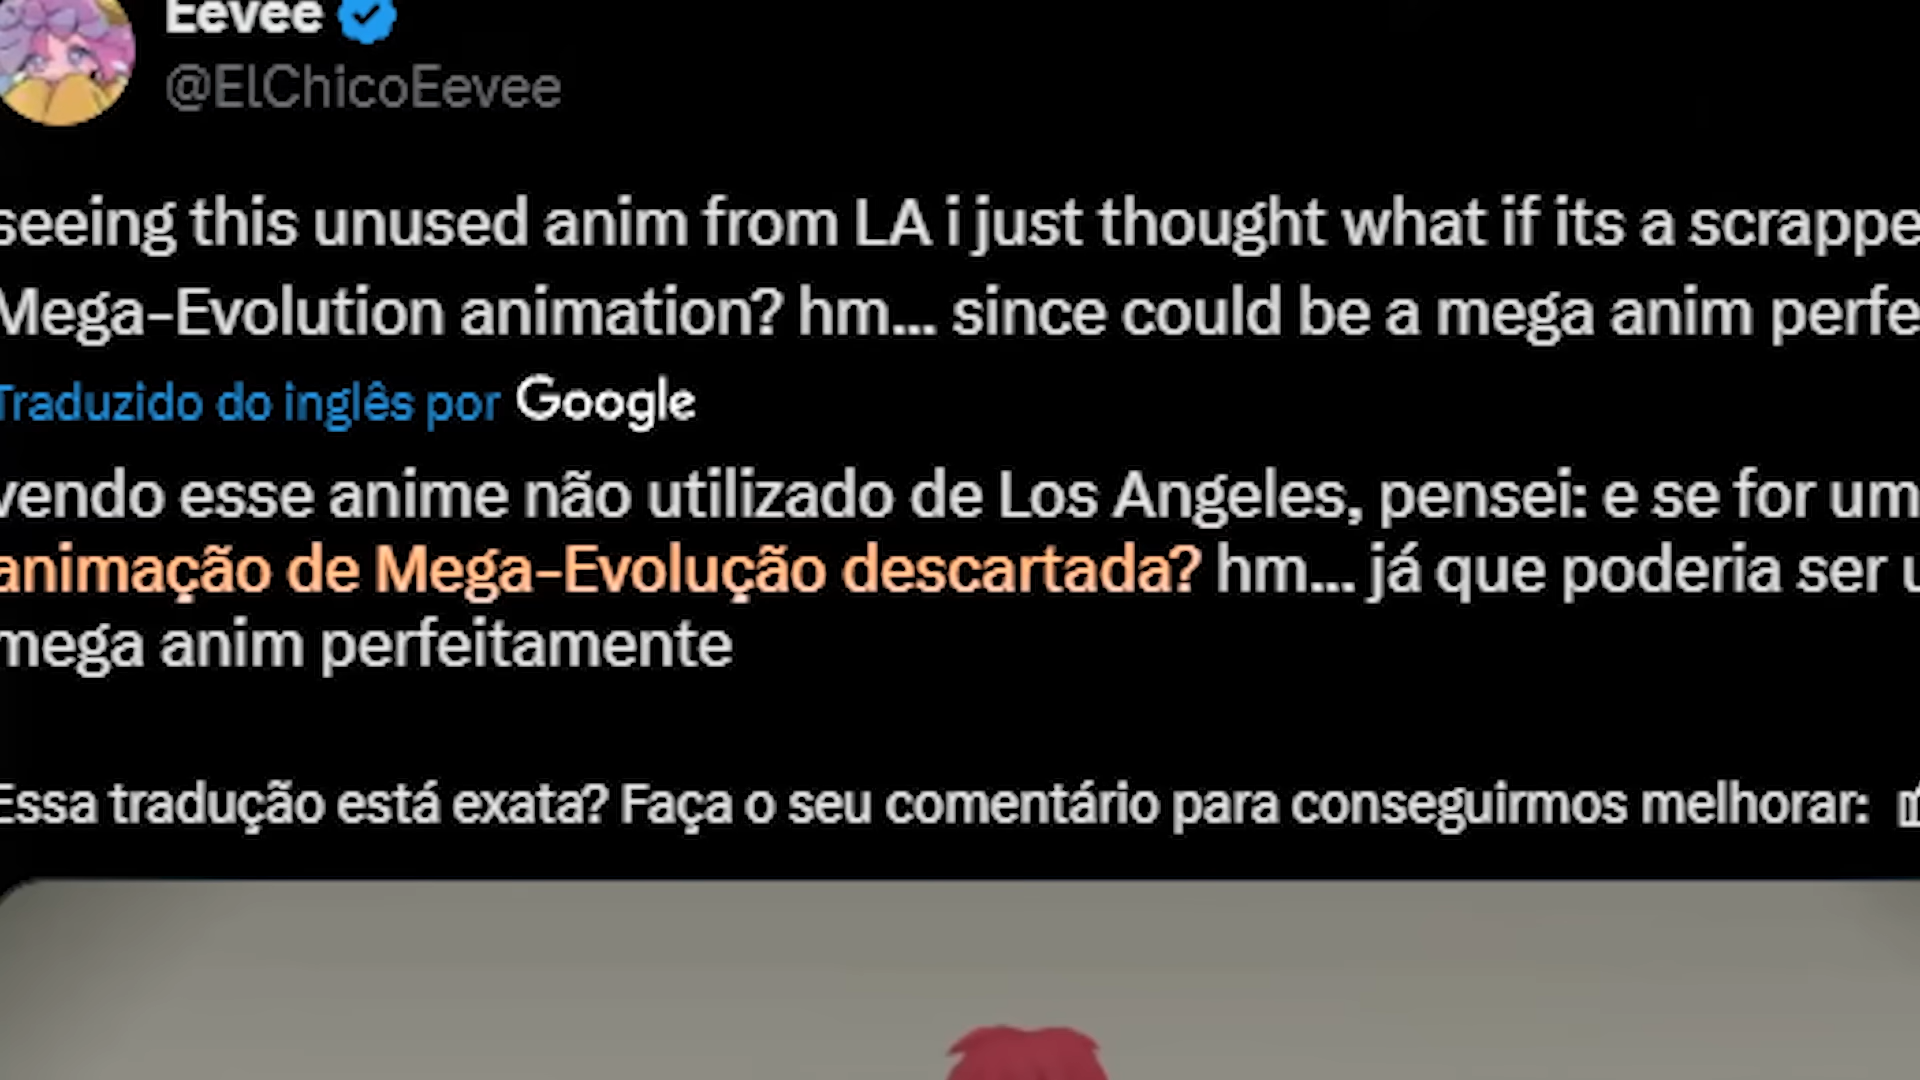 Eevee
@ElChicoEevee
seeing this unused anim from LA i just thought what if its a scrappe
Mega-Evolution animation? hm... since could be a mega anim perfe
Traduzido do inglês por Google
vendo esse anime não utilizado de Los Angeles, pensei: e se for um
animação de Mega-Evolução descartada? hm... já que poderia ser u
mega anim perfeitamente
Essa tradução está exata? Faça o seu comentário para conseguirmos melhorar: